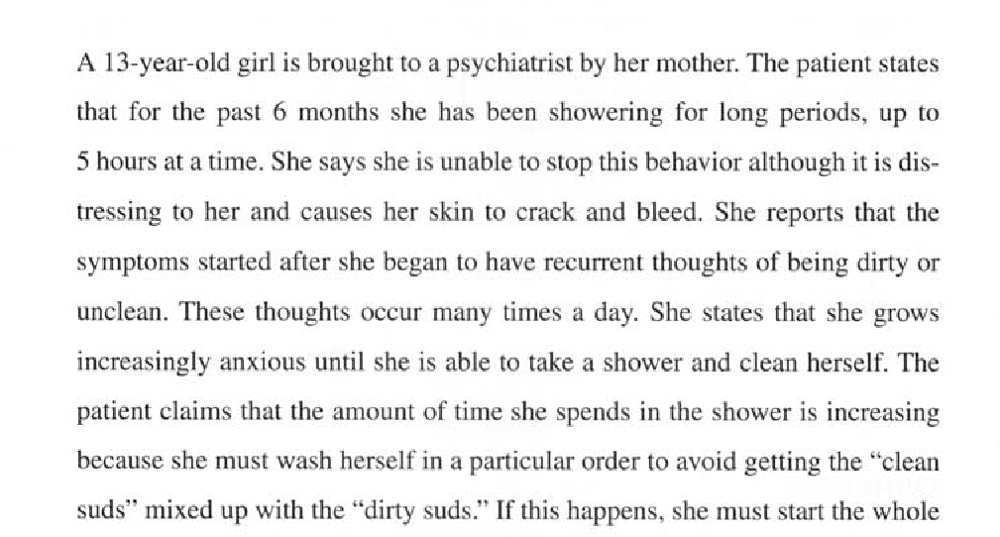 A 13-year-old girl is brought to a psychiatrist by her mother. The patient states
that for the past 6 months she has been showering for long periods, up to
5 hours at a time. She says she is unable to stop this behavior although it is dis-
tressing to her and causes her skin to crack and bleed. She reports that the
symptoms started after she began to have recurrent thoughts of being dirty or
unclean. These thoughts occur many times a day. She states that she grows
increasingly anxious until she is able to take a shower and clean herself. The
patient claims that the amount of time she spends in the shower is increasing
because she must wash herself in a particular order to avoid getting the “clean
suds” mixed up with the “dirty suds.” If this happens, she must start the whole